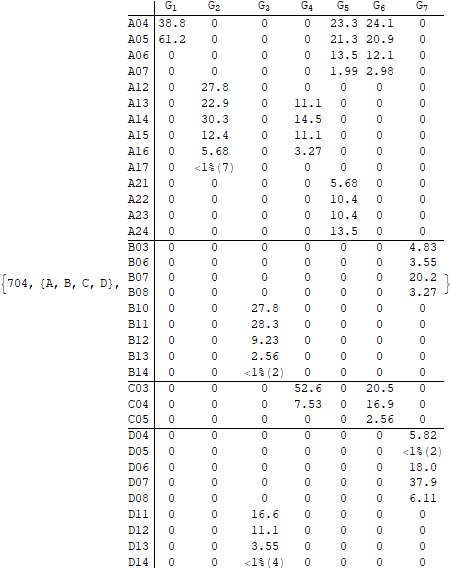 G₁ G₂ G₃ G₄ G₅ G₆ G₇
A04 38.8 0 0 0 23.3 24.1 0
A05 61.2 0 0 0 21.3 20.9 0
A06 0 0 0 0 13.5 12.1 0
A07 0 0 0 0 1.99 2.98 0
A12 0 27.8 0 0 0 0 0
A13 0 22.9 0 11.1 0 0 0
A14 0 30.3 0 14.5 0 0 0
A15 0 12.4 0 11.1 0 0 0
A16 0 5.68 0 3.27 0 0 0
A17 0 <1%(7) 0 0 0 0 0
A21 0 0 0 0 5.68 0 0
A22 0 0 0 0 10.4 0 0
A23 0 0 0 0 10.4 0 0
A24 0 0 0 0 13.5 0 0
B03 0 0 0 0 0 0 4.83
B06 0 0 0 0 0 0 3.55
{704, {A, B, C, D}, B07 0 0 0 0 0 0 20.2 }
B08 0 0 0 0 0 0 3.27
B10 0 0 27.8 0 0 0 0
B11 0 0 28.3 0 0 0 0
B12 0 0 9.23 0 0 0 0
B13 0 0 2.56 0 0 0 0
B14 0 0 <1%(2) 0 0 0 0
C03 0 0 0 52.6 0 20.5 0
C04 0 0 0 7.53 0 16.9 0
C05 0 0 0 0 0 2.56 0
D04 0 0 0 0 0 0 5.82
D05 0 0 0 0 0 0 <1%(2)
D06 0 0 0 0 0 0 18.0
D07 0 0 0 0 0 0 37.9
D08 0 0 0 0 0 0 6.11
D11 0 0 16.6 0 0 0 0
D12 0 0 11.1 0 0 0 0
D13 0 0 3.55 0 0 0 0
D14 0 0 <1%(4) 0 0 0 0